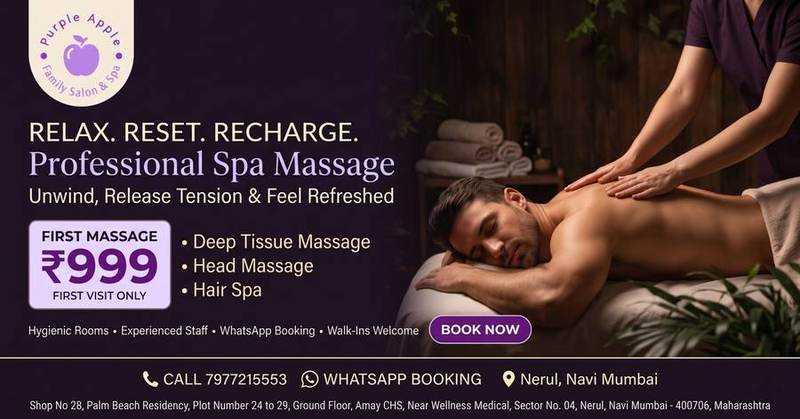 Purple Apple
Family Salon & Spa
RELAX. RESET. RECHARGE.
Professional Spa Massage
Unwind, Release Tension & Feel Refreshed
FIRST MASSAGE
₹999
FIRST VISIT ONLY
• Deep Tissue Massage
• Head Massage
• Hair Spa
Hygienic Rooms • Experienced Staff • WhatsApp Booking • Walk-Ins Welcome
BOOK NOW
CALL 7977215553 WHATSAPP BOOKING Nerul, Navi Mumbai
Shop No 28, Palm Beach Residency, Plot Number 24 to 29, Ground Floor, Amay CHS, Near Wellness Medical, Sector No. 04, Nerul, Navi Mumbai - 400706, Maharashtra